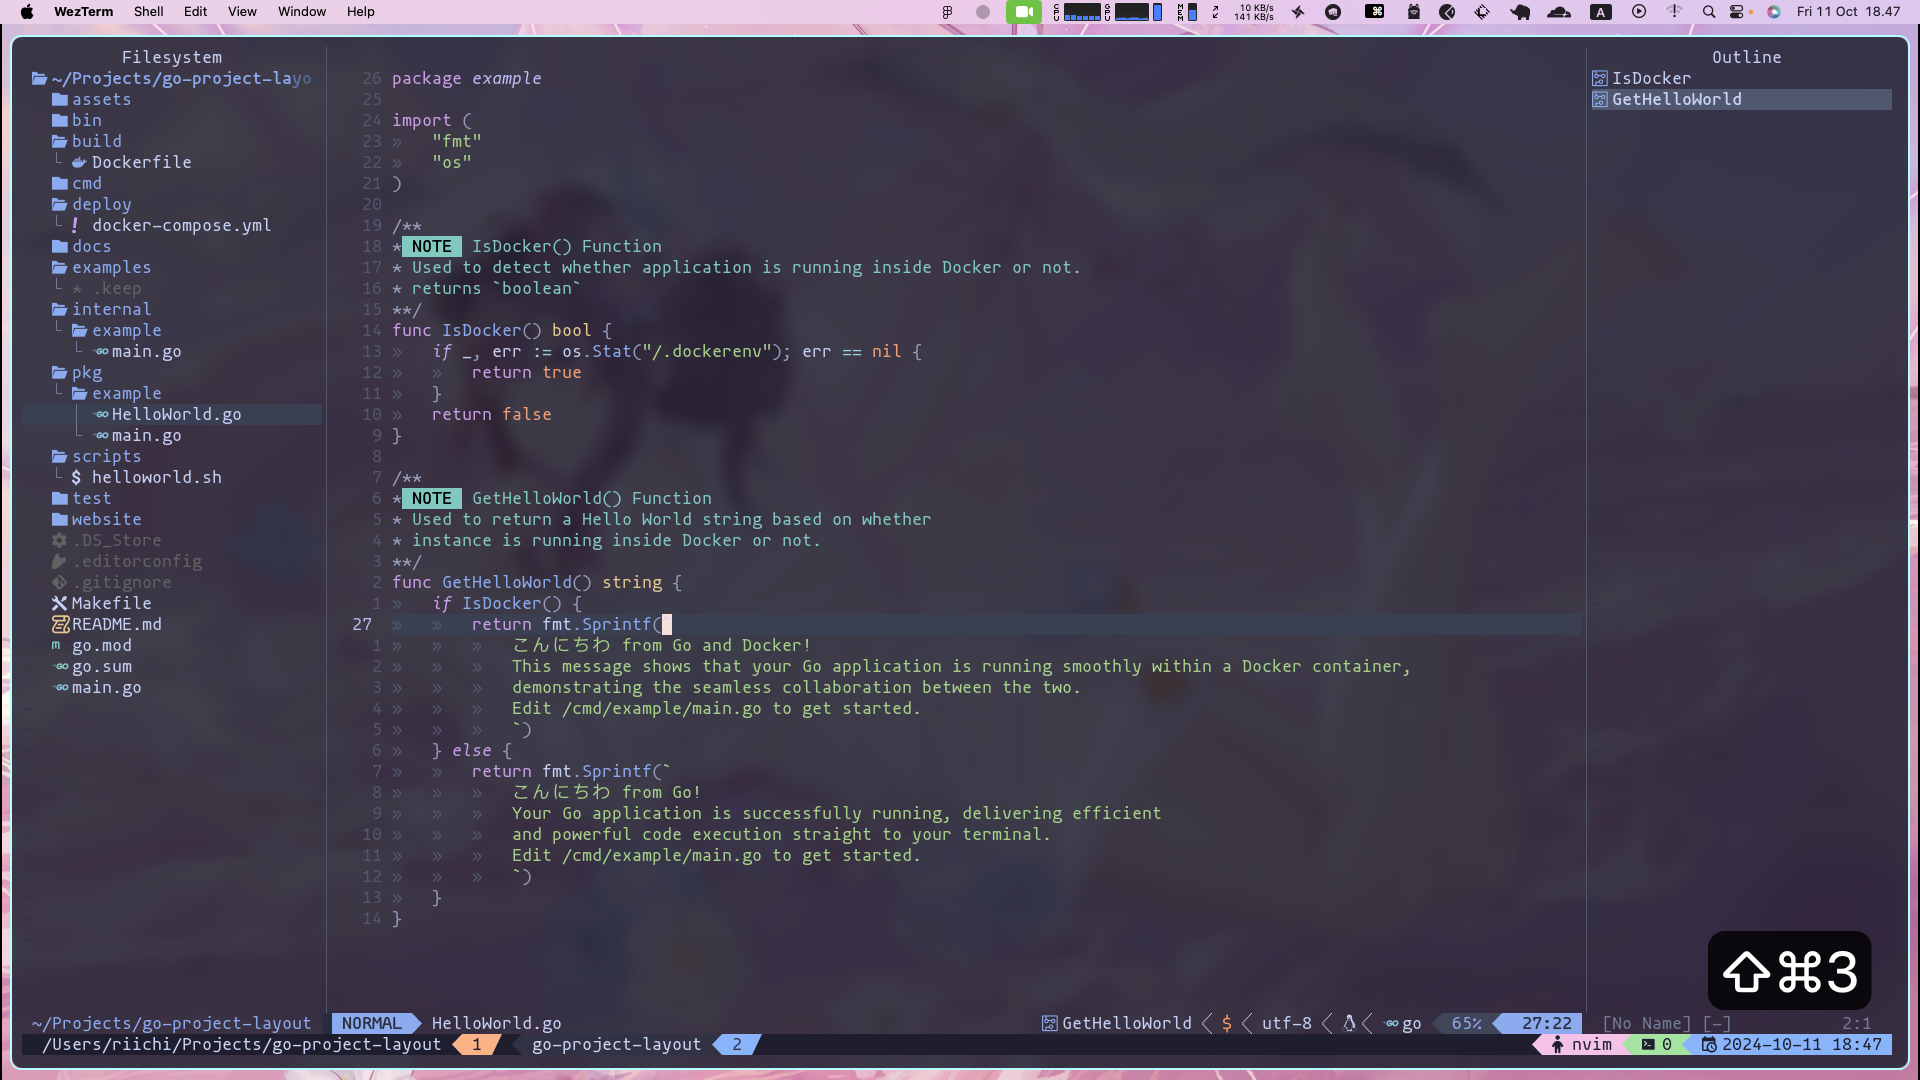 WezTerm Shell Edit View Window Help
CPU GPU MEM 10 KB/s 141 KB/s A Fri 11 Oct 18.47
Filesystem
~/Projects/go-project-layo
assets
bin
build
Dockerfile
cmd
deploy
! docker-compose.yml
docs
examples
* .keep
internal
example
main.go
pkg
example
HelloWorld.go
main.go
scripts
$ helloworld.sh
test
website
.DS_Store
.editorconfig
.gitignore
Makefile
README.md
m go.mod
go.sum
main.go
26 package example
25
24 import (
23 » "fmt"
22 » "os"
21 )
20
19 /**
18 * NOTE IsDocker() Function
17 * Used to detect whether application is running inside Docker or not.
16 * returns `boolean`
15 **/
14 func IsDocker() bool {
13 » if _, err := os.Stat("/.dockerenv"); err == nil {
12 » » return true
11 » }
10 » return false
9 }
8
7 /**
6 * NOTE GetHelloWorld() Function
5 * Used to return a Hello World string based on whether
4 * instance is running inside Docker or not.
3 **/
2 func GetHelloWorld() string {
1 » if IsDocker() {
27 » » return fmt.Sprintf(
1 » » » こんにちわ from Go and Docker!
2 » » » This message shows that your Go application is running smoothly within a Docker container,
3 » » » demonstrating the seamless collaboration between the two.
4 » » » Edit /cmd/example/main.go to get started.
5 » » » `)
6 » } else {
7 » » return fmt.Sprintf(`
8 » » » こんにちわ from Go!
9 » » » Your Go application is successfully running, delivering efficient
10 » » » and powerful code execution straight to your terminal.
11 » » » Edit /cmd/example/main.go to get started.
12 » » » `)
13 » }
14 }
Outline
IsDocker
GetHelloWorld
⇧⌘3
~/Projects/go-project-layout NORMAL HelloWorld.go GetHelloWorld $ utf-8 go 65% 27:22 [No Name] [-] 2:1
/Users/riichi/Projects/go-project-layout 1 go-project-layout 2 nvim 0 2024-10-11 18:47